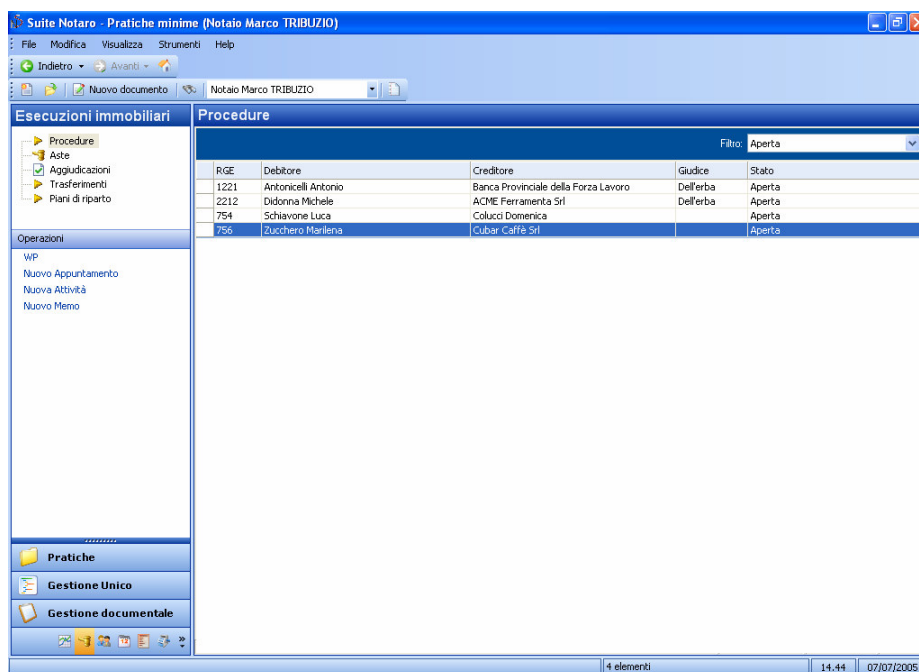 Suite Notaro - Pratiche minime (Notaio Marco TRIBUZIO)
File Modifica Visualizza Strumenti Help
Indietro Avanti
Nuovo documento Notaio Marco TRIBUZIO
Esecuzioni immobiliari
Procedure
Aste
Aggiudicazioni
Trasferimenti
Piani di riparto
Operazioni
WP
Nuovo Appuntamento
Nuova Attività
Nuovo Memo
Pratiche
Gestione Unico
Gestione documentale
Procedure
Filtro: Aperta
RGE Debitore Creditore Giudice Stato
1221 Antonicelli Antonio Banca Provinciale della Forza Lavoro Dell'erba Aperta
2212 Didonna Michele ACME Ferramenta Srl Dell'erba Aperta
754 Schiavone Luca Colucci Domenica Aperta
756 Zucchero Marilena Cubar Caffè Srl Aperta
4 elementi 14.44 07/07/2005